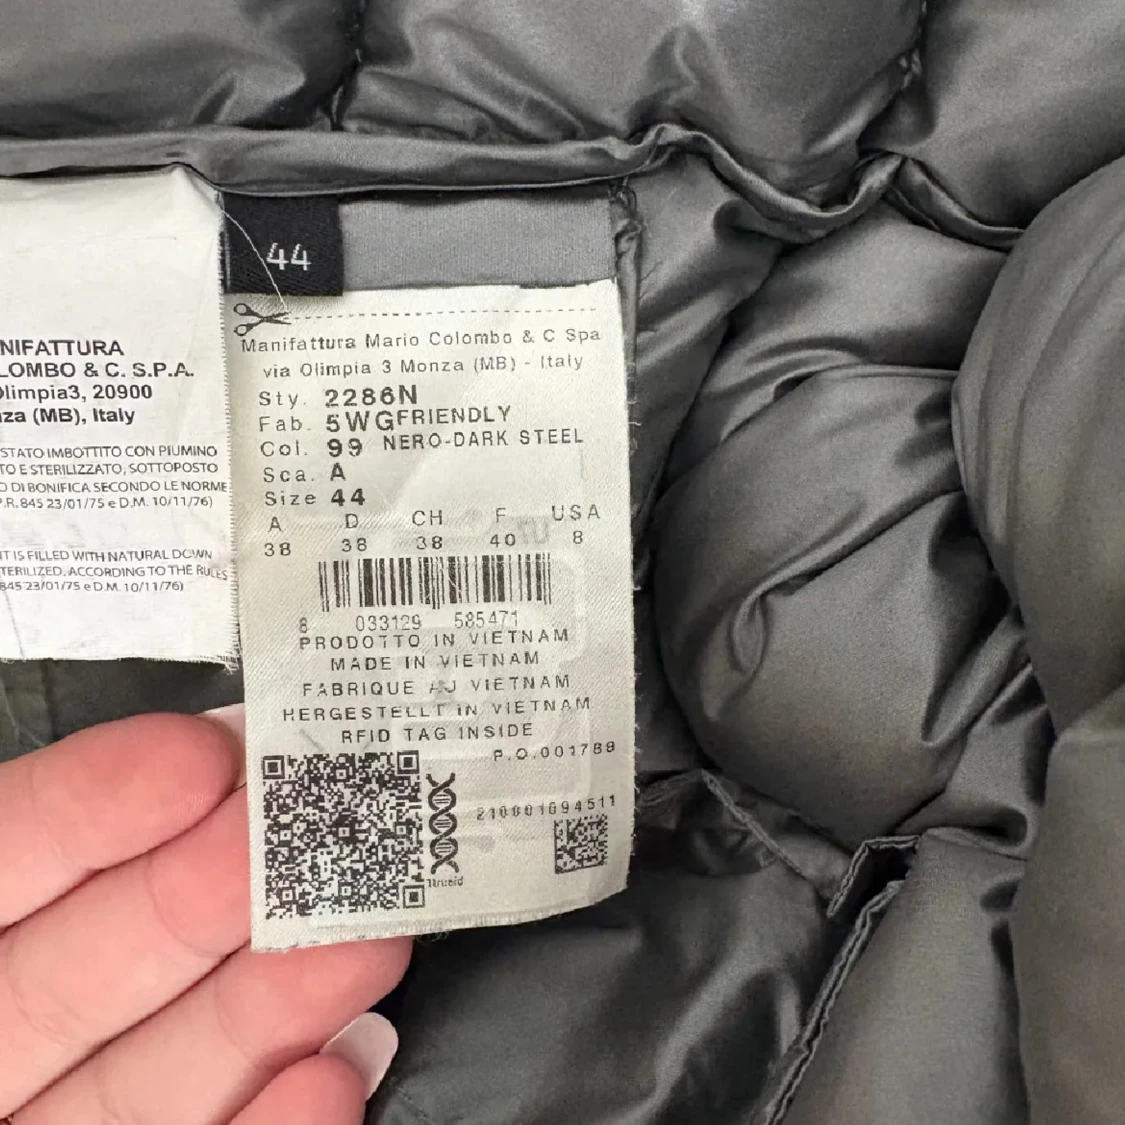 44
NIFATTURA
LOMBO & C. S.P.A.
Olimpia3, 20900
nza (MB), Italy
STATO IMBOTTITO CON PIUMINO
TO E STERILIZZATO, SOTTOPOSTO
O DI BONIFICA SECONDO LE NORME
P.R. 845 23/01/75 e D.M. 10/11/76)
IT IS FILLED WITH NATURAL DOWN
TERILIZED, ACCORDING TO THE RULES
845 23/01/75 e D.M. 10/11/76)
Manifattura Mario Colombo & C Spa
via Olimpia 3 Monza (MB) - Italy
Sty. 2286N
Fab. 5WGFRIENDLY
Col. 99 NERO-DARK STEEL
Sca. A
Size 44
A D CH F USA
38 38 38 40 8
8 033129 585471
PRODOTTO IN VIETNAM
MADE IN VIETNAM
FABRIQUE AU VIETNAM
HERGESTELLT IN VIETNAM
RFID TAG INSIDE
P.O.001788
210001094511